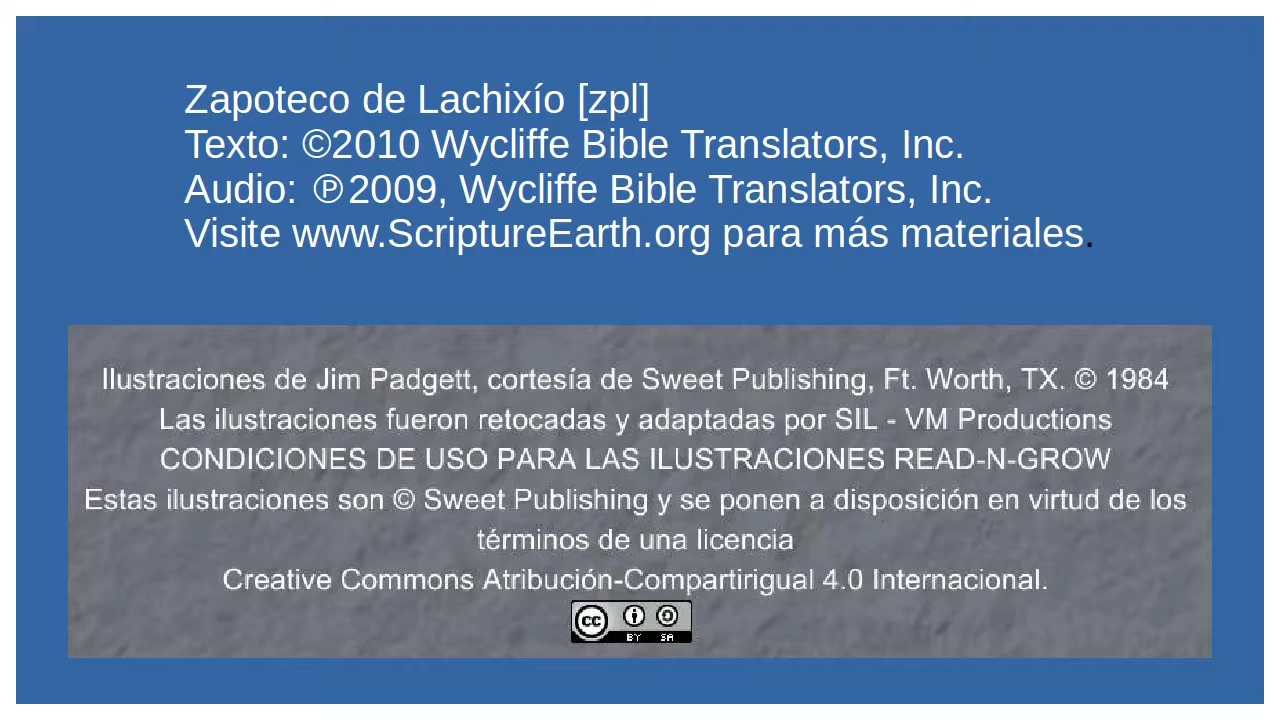 Zapoteco de Lachixío [zpl]
Texto: ©2010 Wycliffe Bible Translators, Inc.
Audio: ℗2009, Wycliffe Bible Translators, Inc.
Visite www.ScriptureEarth.org para más materiales.
Ilustraciones de Jim Padgett, cortesía de Sweet Publishing, Ft. Worth, TX. © 1984
Las ilustraciones fueron retocadas y adaptadas por SIL - VM Productions
CONDICIONES DE USO PARA LAS ILUSTRACIONES READ-N-GROW
Estas ilustraciones son © Sweet Publishing y se ponen a disposición en virtud de los
términos de una licencia
Creative Commons Atribución-Compartirigual 4.0 Internacional.
cc
BY SA